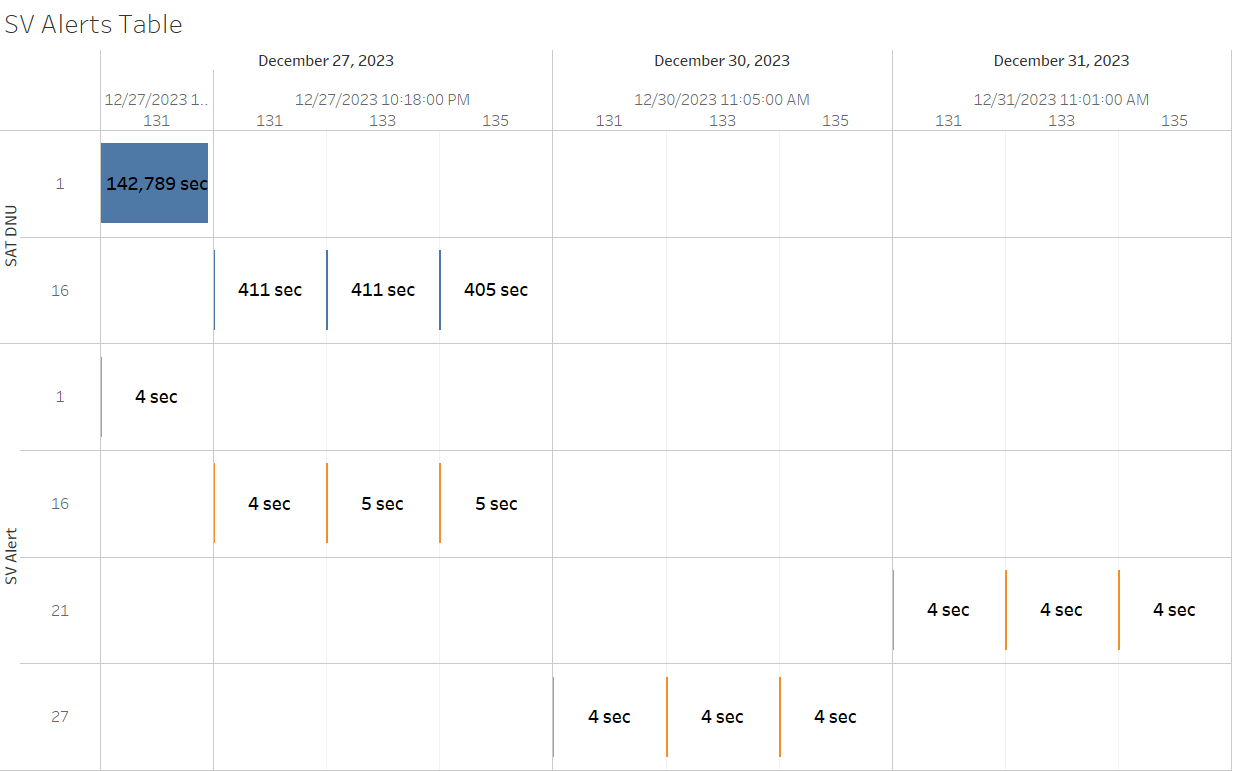 SV Alerts Table
December 27, 2023 December 30, 2023 December 31, 2023
12/27/2023 1.. 12/27/2023 10:18:00 PM 12/30/2023 11:05:00 AM 12/31/2023 11:01:00 AM
131 131 133 135 131 133 135 131 133 135
SAT DNU
1 142,789 sec
16 411 sec 411 sec 405 sec
SV Alert
1 4 sec
16 4 sec 5 sec 5 sec
21 4 sec 4 sec 4 sec
27 4 sec 4 sec 4 sec